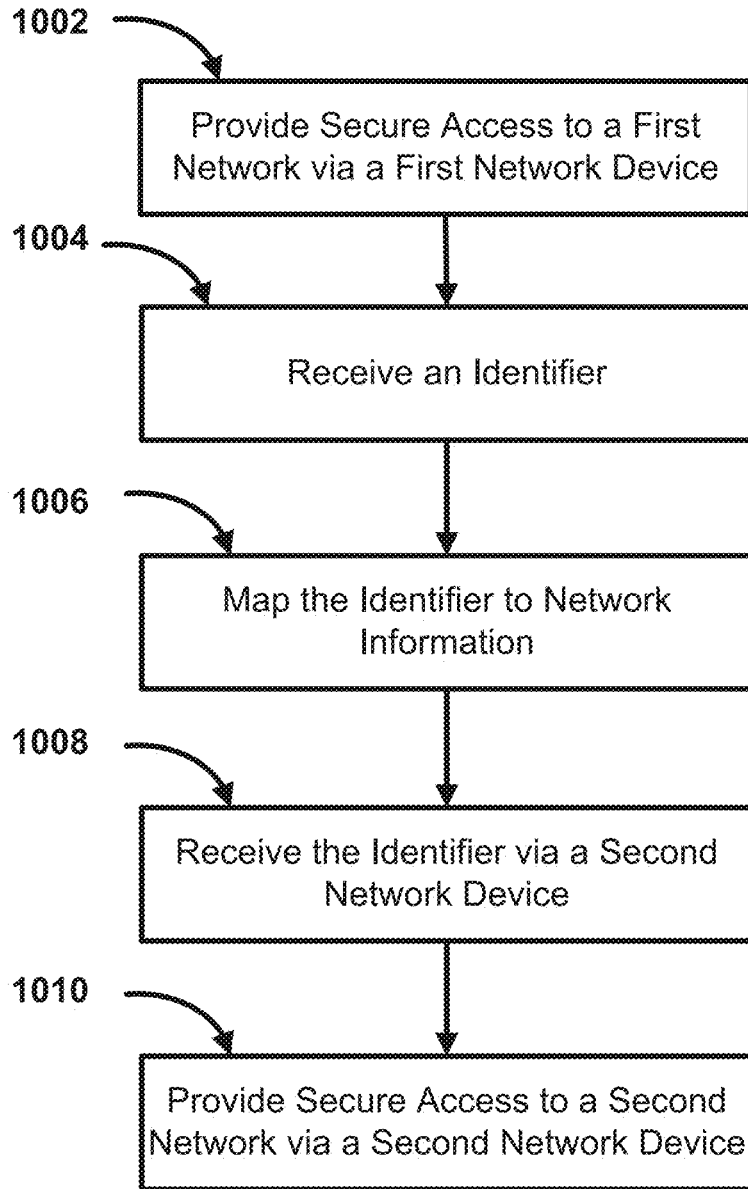 1002
Provide Secure Access to a First
Network via a First Network Device
1004
Receive an Identifier
1006
Map the Identifier to Network
Information
1008
Receive the Identifier via a Second
Network Device
1010
Provide Secure Access to a Second
Network via a Second Network Device